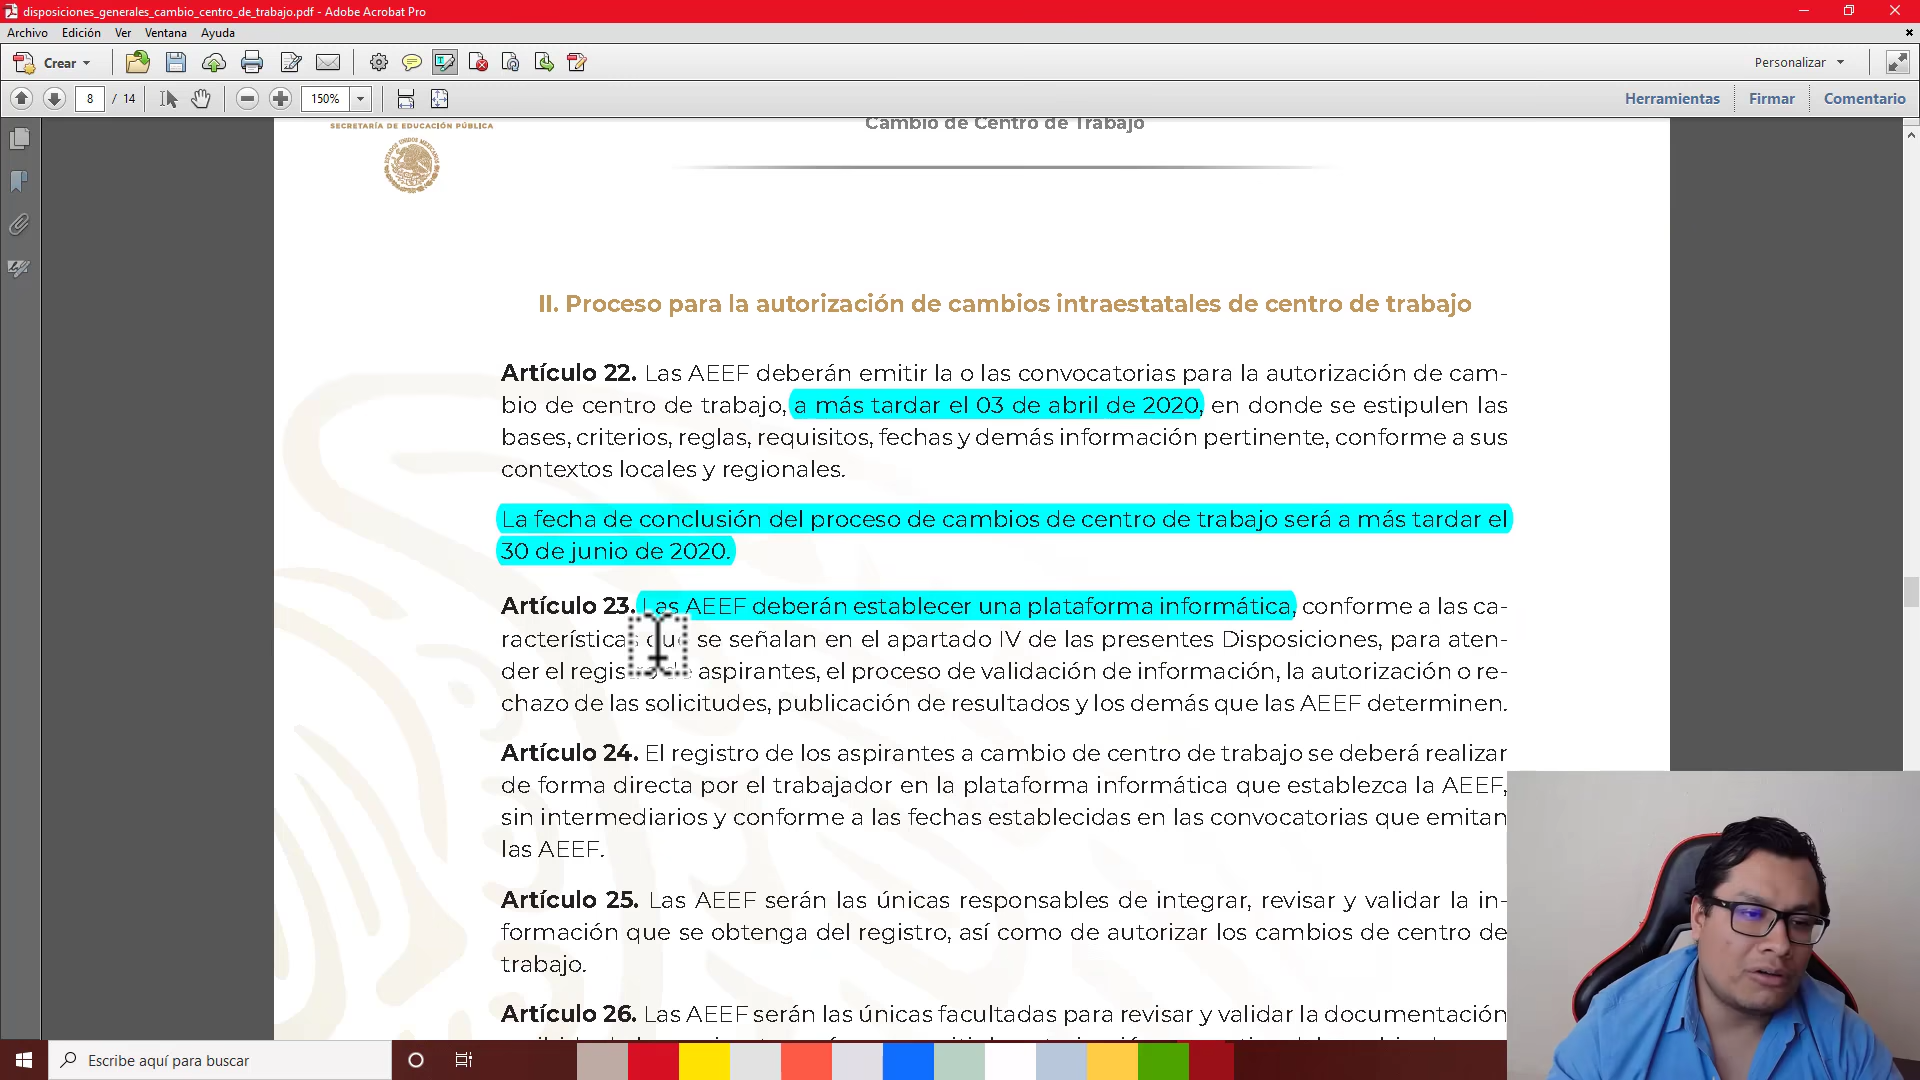 disposiciones_generales_cambio_centro_de_trabajo.pdf - Adobe Acrobat Pro
Archivo Edición Ver Ventana Ayuda
Crear
Personalizar
8 / 14
150%
Herramientas
Firmar
Comentario
SECRETARÍA DE EDUCACIÓN PÚBLICA
Cambio de Centro de Trabajo
ESTADOS UNIDOS MEXICANOS
II. Proceso para la autorización de cambios intraestatales de centro de trabajo
Artículo 22. Las AEEF deberán emitir la o las convocatorias para la autorización de cam-
bio de centro de trabajo, a más tardar el 03 de abril de 2020, en donde se estipulen las
bases, criterios, reglas, requisitos, fechas y demás información pertinente, conforme a sus
contextos locales y regionales.
La fecha de conclusión del proceso de cambios de centro de trabajo será a más tardar el
30 de junio de 2020.
Artículo 23. Las AEEF deberán establecer una plataforma informática, conforme a las ca-
racterísticas que se señalan en el apartado IV de las presentes Disposiciones, para aten-
der el registro de aspirantes, el proceso de validación de información, la autorización o re-
chazo de las solicitudes, publicación de resultados y los demás que las AEEF determinen.
Artículo 24. El registro de los aspirantes a cambio de centro de trabajo se deberá realizar
de forma directa por el trabajador en la plataforma informática que establezca la AEEF,
sin intermediarios y conforme a las fechas establecidas en las convocatorias que emitan
las AEEF.
Artículo 25. Las AEEF serán las únicas responsables de integrar, revisar y validar la in-
formación que se obtenga del registro, así como de autorizar los cambios de centro de
trabajo.
Artículo 26. Las AEEF serán las únicas facultadas para revisar y validar la documentación
Escribe aquí para buscar